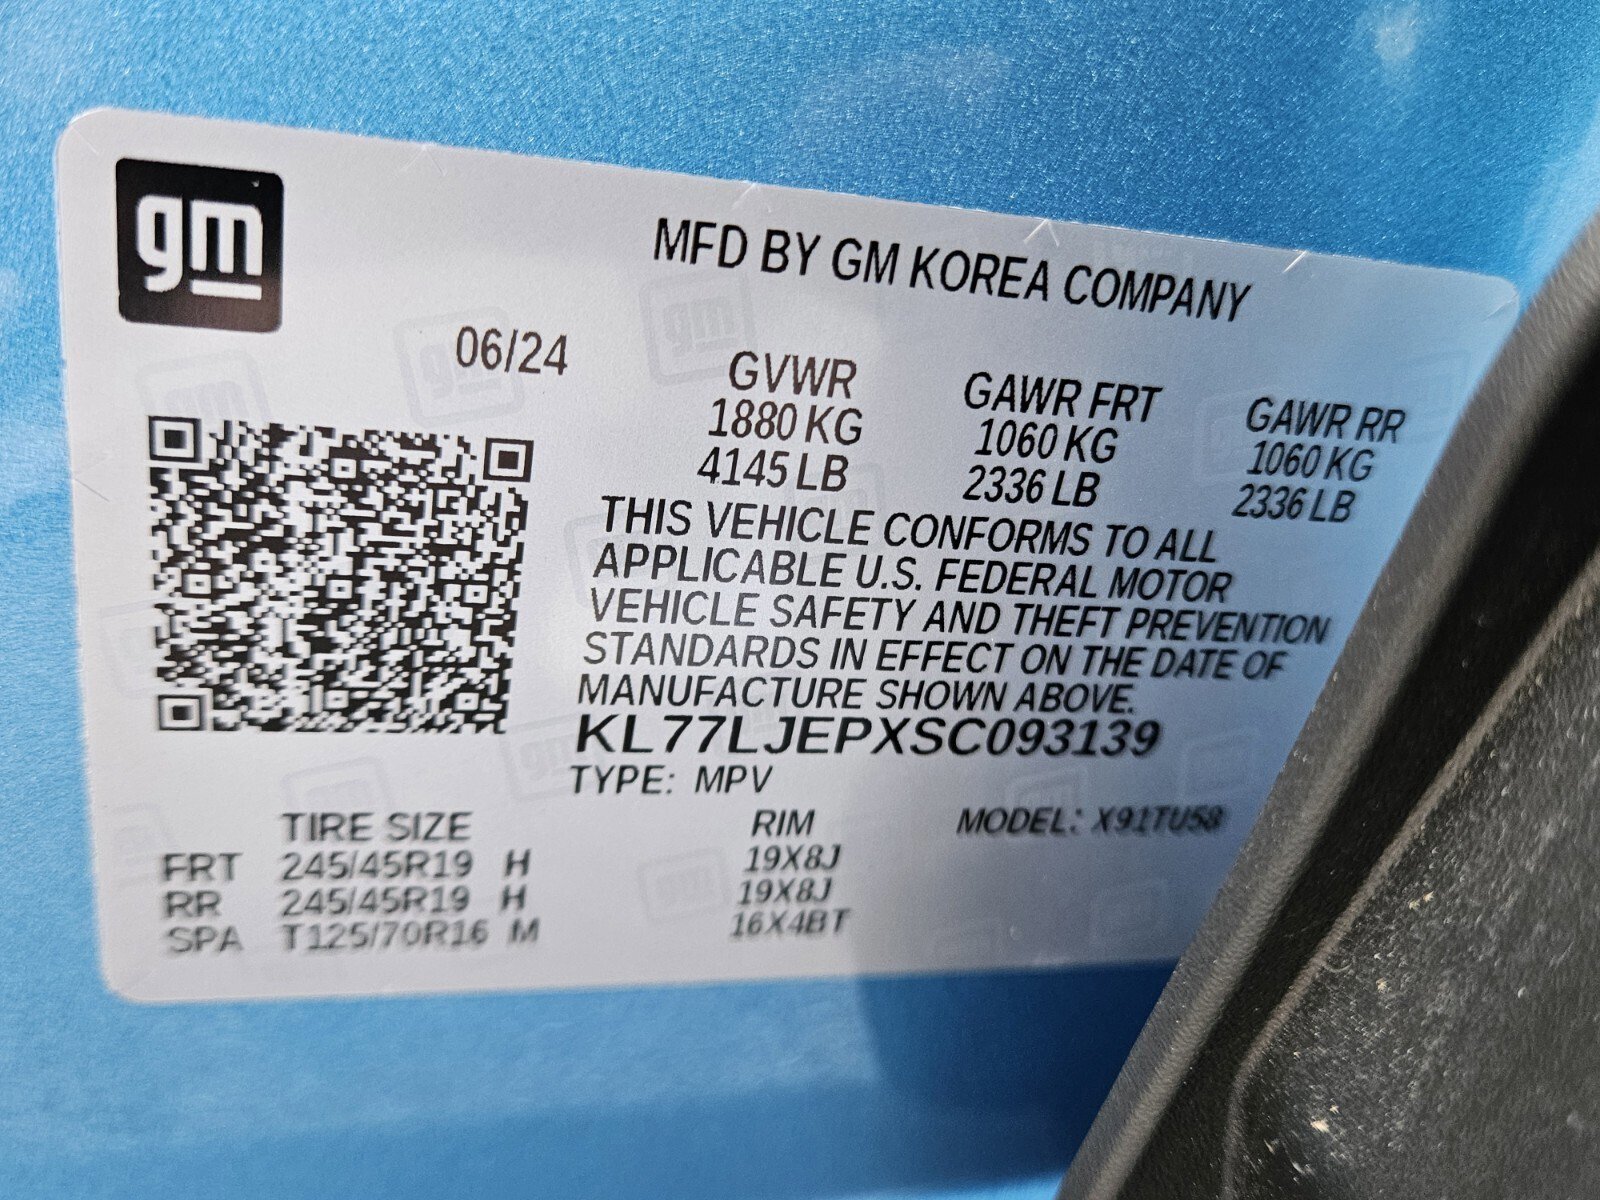 gm
MFD BY GM KOREA COMPANY
06/24
GVWR GAWR FRT GAWR RR
1880 KG 1060 KG 1060 KG
4145 LB 2336 LB 2336 LB
THIS VEHICLE CONFORMS TO ALL
APPLICABLE U.S. FEDERAL MOTOR
VEHICLE SAFETY AND THEFT PREVENTION
STANDARDS IN EFFECT ON THE DATE OF
MANUFACTURE SHOWN ABOVE.
KL77LJEPXSC093139
TYPE: MPV
TIRE SIZE RIM MODEL: X91TU58
FRT 245/45R19 H 19X8J
RR 245/45R19 H 19X8J
SPA T125/70R16 M 16X4BT